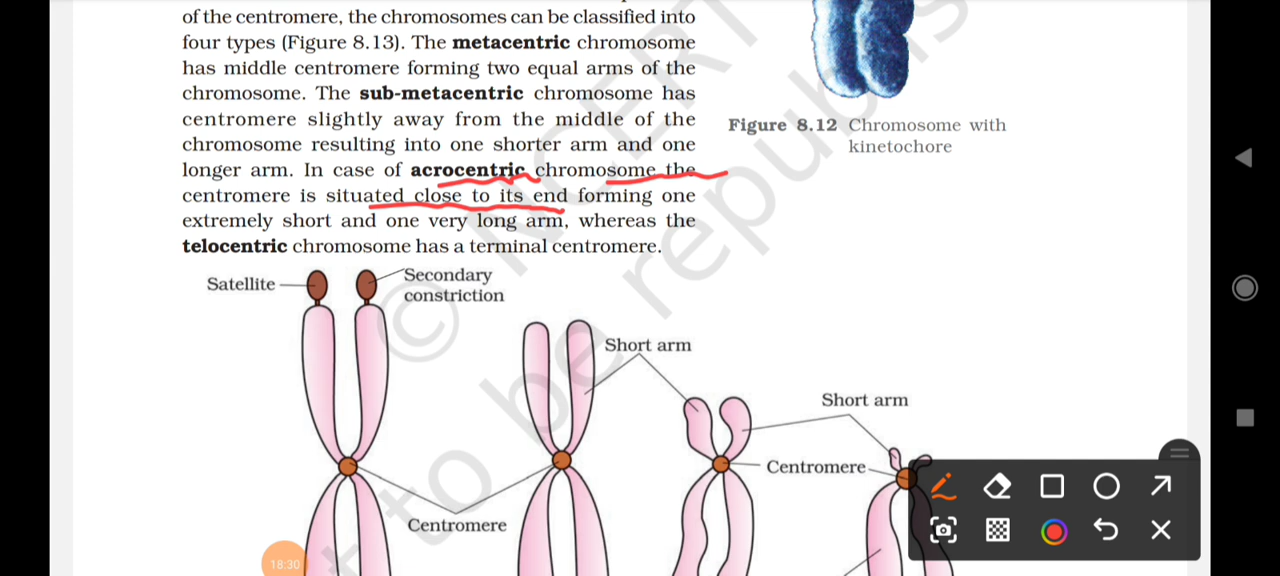 of the centromere, the chromosomes can be classified into
four types (Figure 8.13). The metacentric chromosome
has middle centromere forming two equal arms of the
chromosome. The sub-metacentric chromosome has
centromere slightly away from the middle of the
chromosome resulting into one shorter arm and one
longer arm. In case of acrocentric chromosome the
centromere is situated close to its end forming one
extremely short and one very long arm, whereas the
telocentric chromosome has a terminal centromere.
Figure 8.12 Chromosome with
kinetochore
Satellite
Secondary
constriction
Short arm
Short arm
Centromere
Centromere
18:30
© NCERT
not to be republis